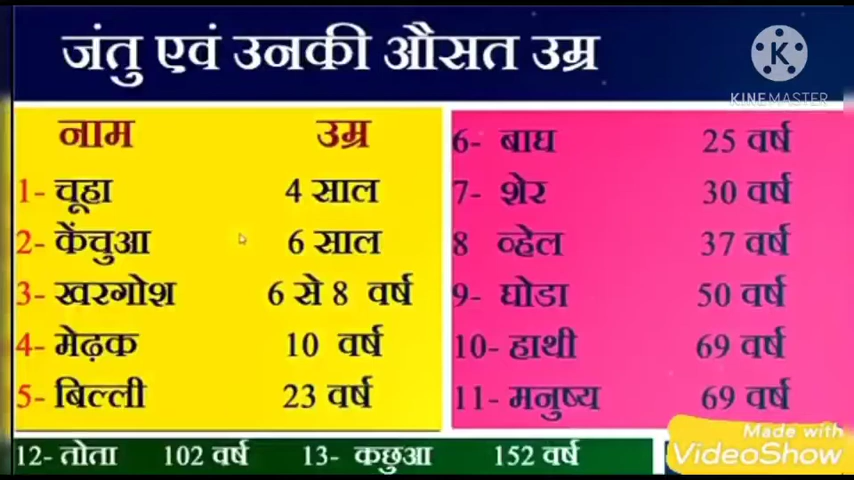 जंतु एवं उनकी औसत उम्र
K
KINEMASTER
नाम उम्र
1- चूहा 4 साल
2- केंचुआ 6 साल
3- खरगोश 6 से 8 वर्ष
4- मेढ़क 10 वर्ष
5- बिल्ली 23 वर्ष
6- बाघ 25 वर्ष
7- शेर 30 वर्ष
8 व्हेल 37 वर्ष
9- घोडा 50 वर्ष
10- हाथी 69 वर्ष
11- मनुष्य 69 वर्ष
12- तोता 102 वर्ष 13- कछुआ 152 वर्ष
Made with
VideoShow